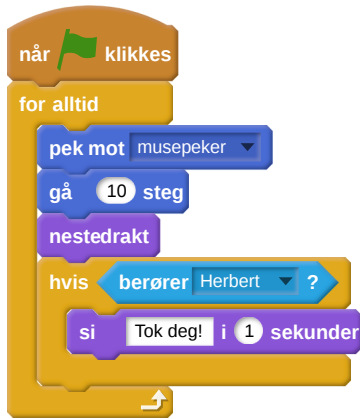 når klikkes
for alltid
pek mot musepeker
gå 10 steg
nestedrakt
hvis berører Herbert ?
si Tok deg! i 1 sekunder